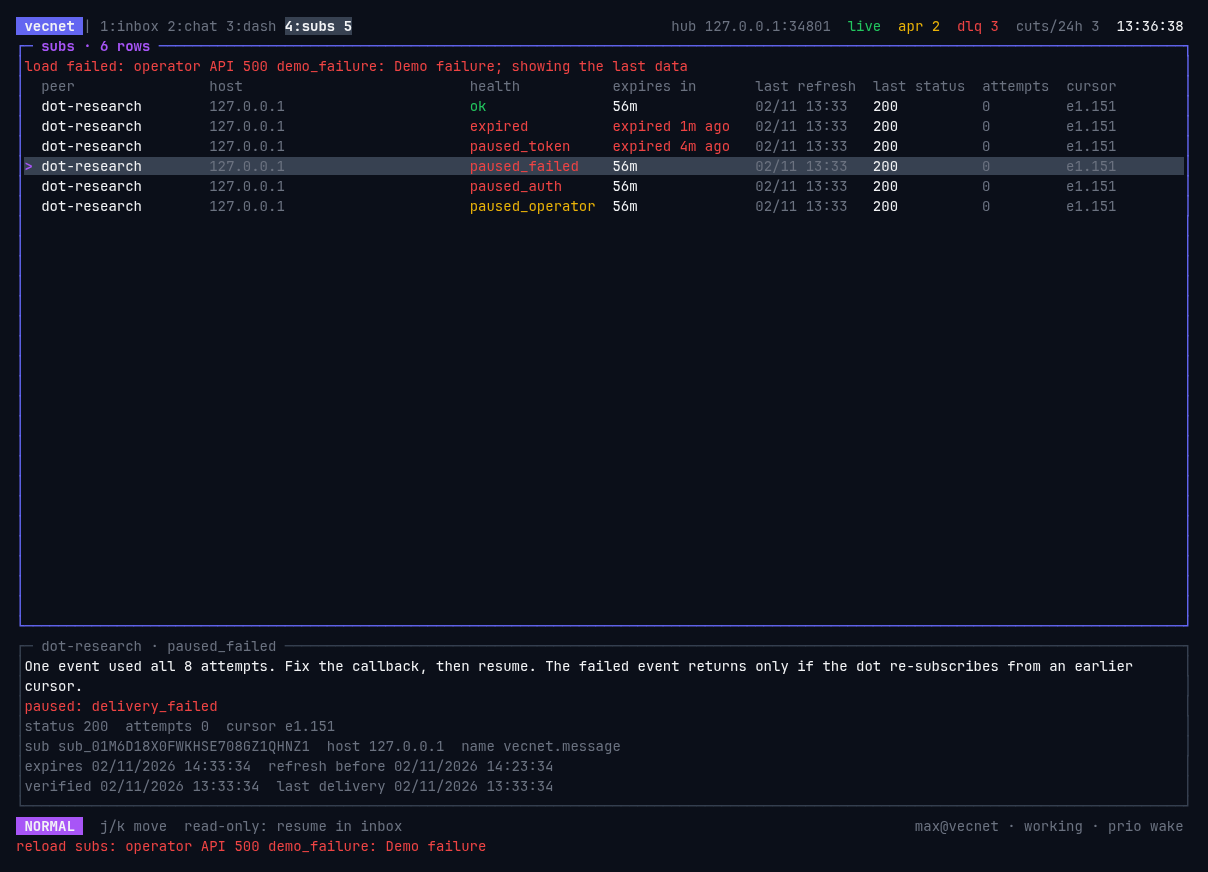 vecnet | 1:inbox 2:chat 3:dash 4:subs 5 hub 127.0.0.1:34801 live apr 2 dlq 3 cuts/24h 3 13:36:38
subs · 6 rows
load failed: operator API 500 demo_failure: Demo failure; showing the last data
peer host health expires in last refresh last status attempts cursor
dot-research 127.0.0.1 ok 56m 02/11 13:33 200 0 e1.151
dot-research 127.0.0.1 expired expired 1m ago 02/11 13:33 200 0 e1.151
dot-research 127.0.0.1 paused_token expired 4m ago 02/11 13:33 200 0 e1.151
> dot-research 127.0.0.1 paused_failed 56m 02/11 13:33 200 0 e1.151
dot-research 127.0.0.1 paused_auth 56m 02/11 13:33 200 0 e1.151
dot-research 127.0.0.1 paused_operator 56m 02/11 13:33 200 0 e1.151
dot-research · paused_failed
One event used all 8 attempts. Fix the callback, then resume. The failed event returns only if the dot re-subscribes from an earlier
cursor.
paused: delivery_failed
status 200 attempts 0 cursor e1.151
sub sub_01M6D18X0FWKHSE708GZ1QHNZ1 host 127.0.0.1 name vecnet.message
expires 02/11/2026 14:33:34 refresh before 02/11/2026 14:23:34
verified 02/11/2026 13:33:34 last delivery 02/11/2026 13:33:34
NORMAL j/k move read-only: resume in inbox max@vecnet · working · prio wake
reload subs: operator API 500 demo_failure: Demo failure